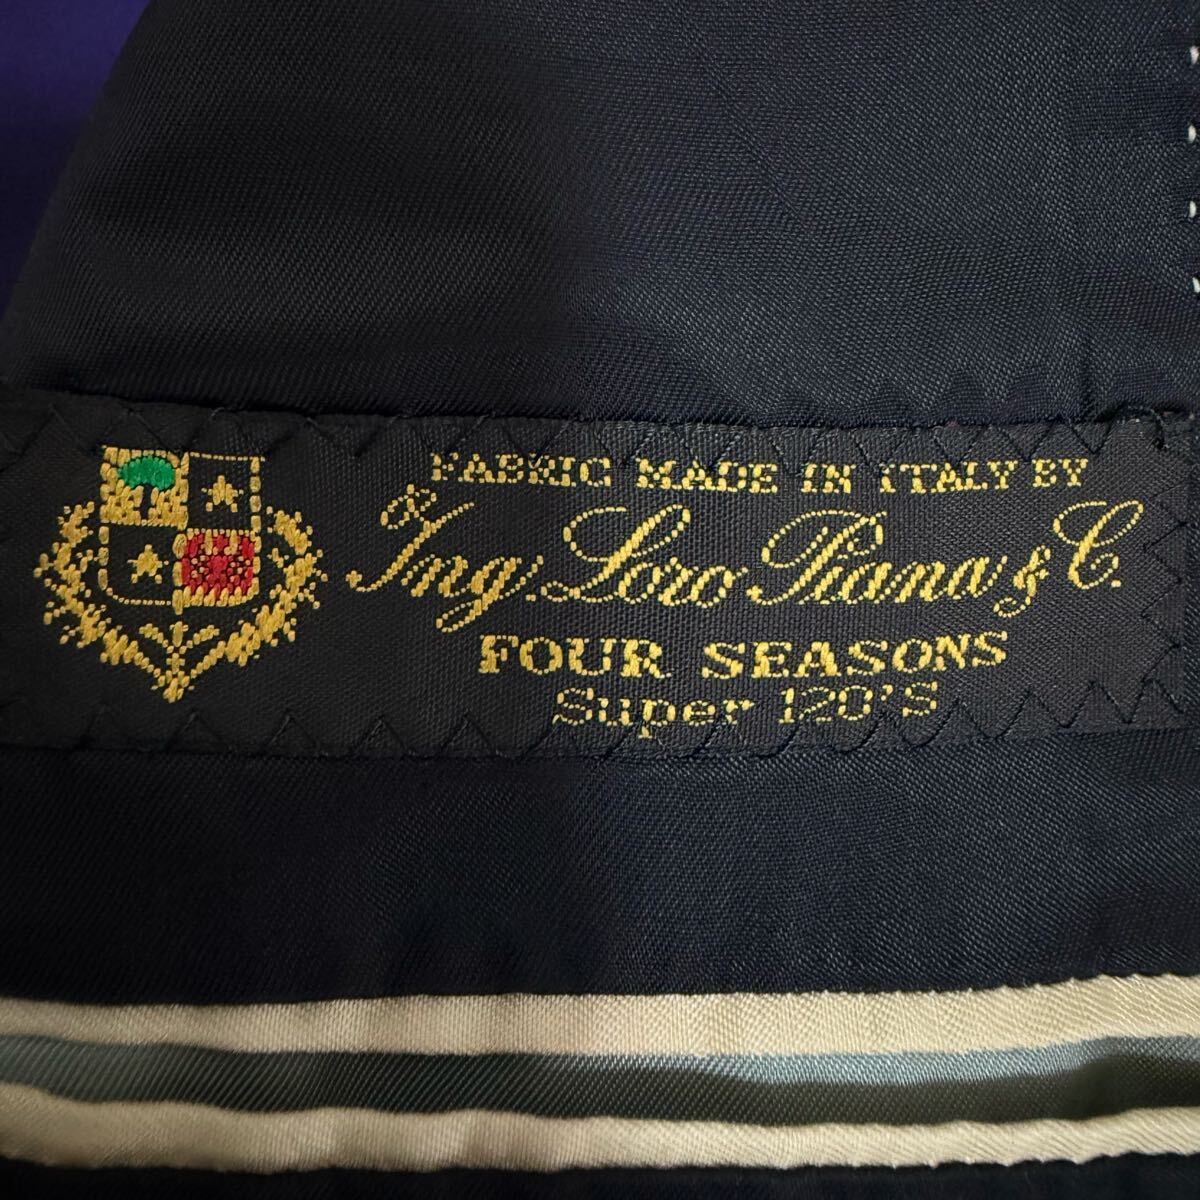 FABRIC MADE IN ITALY BY
Ing. Loro Piana & C.
FOUR SEASONS
Super 120'S